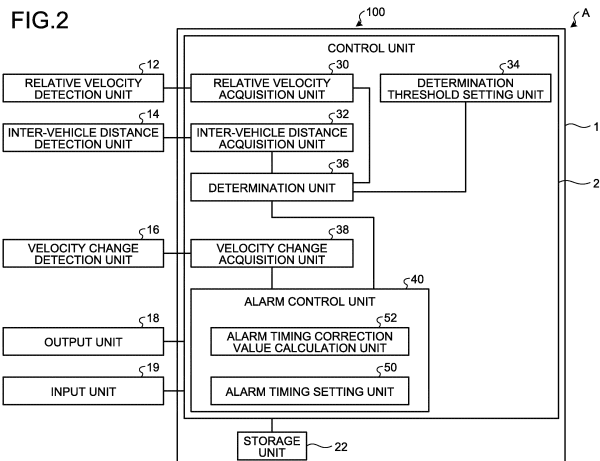 FIG.2
100
A
CONTROL UNIT
12
RELATIVE VELOCITY
DETECTION UNIT
30
RELATIVE VELOCITY
ACQUISITION UNIT
34
DETERMINATION
THRESHOLD SETTING UNIT
14
INTER-VEHICLE DISTANCE
DETECTION UNIT
32
INTER-VEHICLE DISTANCE
ACQUISITION UNIT
1
36
DETERMINATION UNIT
2
16
VELOCITY CHANGE
DETECTION UNIT
38
VELOCITY CHANGE
ACQUISITION UNIT
40
ALARM CONTROL UNIT
18
OUTPUT UNIT
52
ALARM TIMING CORRECTION
VALUE CALCULATION UNIT
19
INPUT UNIT
50
ALARM TIMING SETTING UNIT
STORAGE
UNIT
22